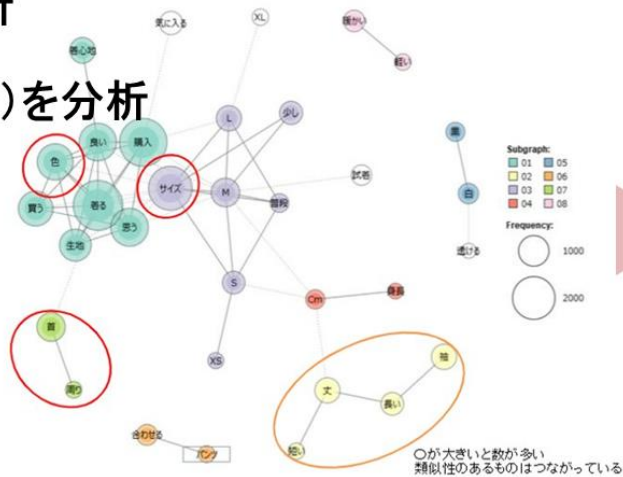 )を分析
気に入る
XL
暖かい
軽い
着心地
良い
購入
L
少し
色
サイズ
M
試着
普段
買う
着る
思う
生地
黒
白
透ける
S
Cm
身長
首
周り
XS
袖
丈
長い
短い
合わせる
パンツ
Subgraph:
01 05
02 06
03 07
04 08
Frequency:
1000
2000
〇が大きいと数が多い
類似性のあるものはつながっている